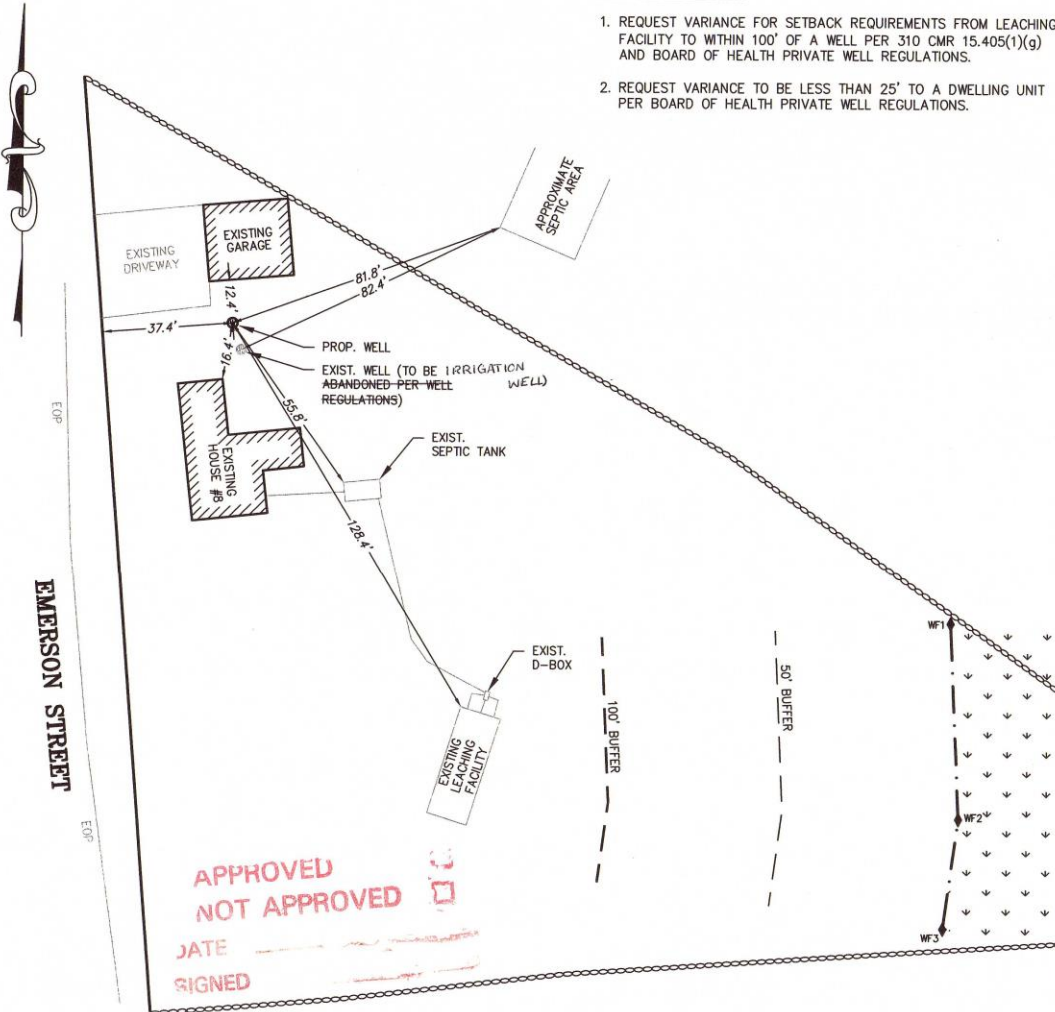 1. REQUEST VARIANCE FOR SETBACK REQUIREMENTS FROM LEACHING
FACILITY TO WITHIN 100' OF A WELL PER 310 CMR 15.405(1)(g)
AND BOARD OF HEALTH PRIVATE WELL REGULATIONS.
2. REQUEST VARIANCE TO BE LESS THAN 25' TO A DWELLING UNIT
PER BOARD OF HEALTH PRIVATE WELL REGULATIONS.
APPROXIMATE
SEPTIC AREA
EXISTING
DRIVEWAY
EXISTING
GARAGE
81.8'
82.4'
12.4'
37.4'
16.4'
PROP. WELL
EXIST. WELL (TO BE IRRIGATION
ABANDONED PER WELL WELL)
REGULATIONS)
55.8'
EOP
EXISTING
HOUSE #8
EXIST.
SEPTIC TANK
128.4'
EMERSON STREET
EXIST.
D-BOX
EXISTING
LEACHING
FACILITY
100' BUFFER
50' BUFFER
WF1
WF2
WF3
EOP
APPROVED
NOT APPROVED
DATE
SIGNED